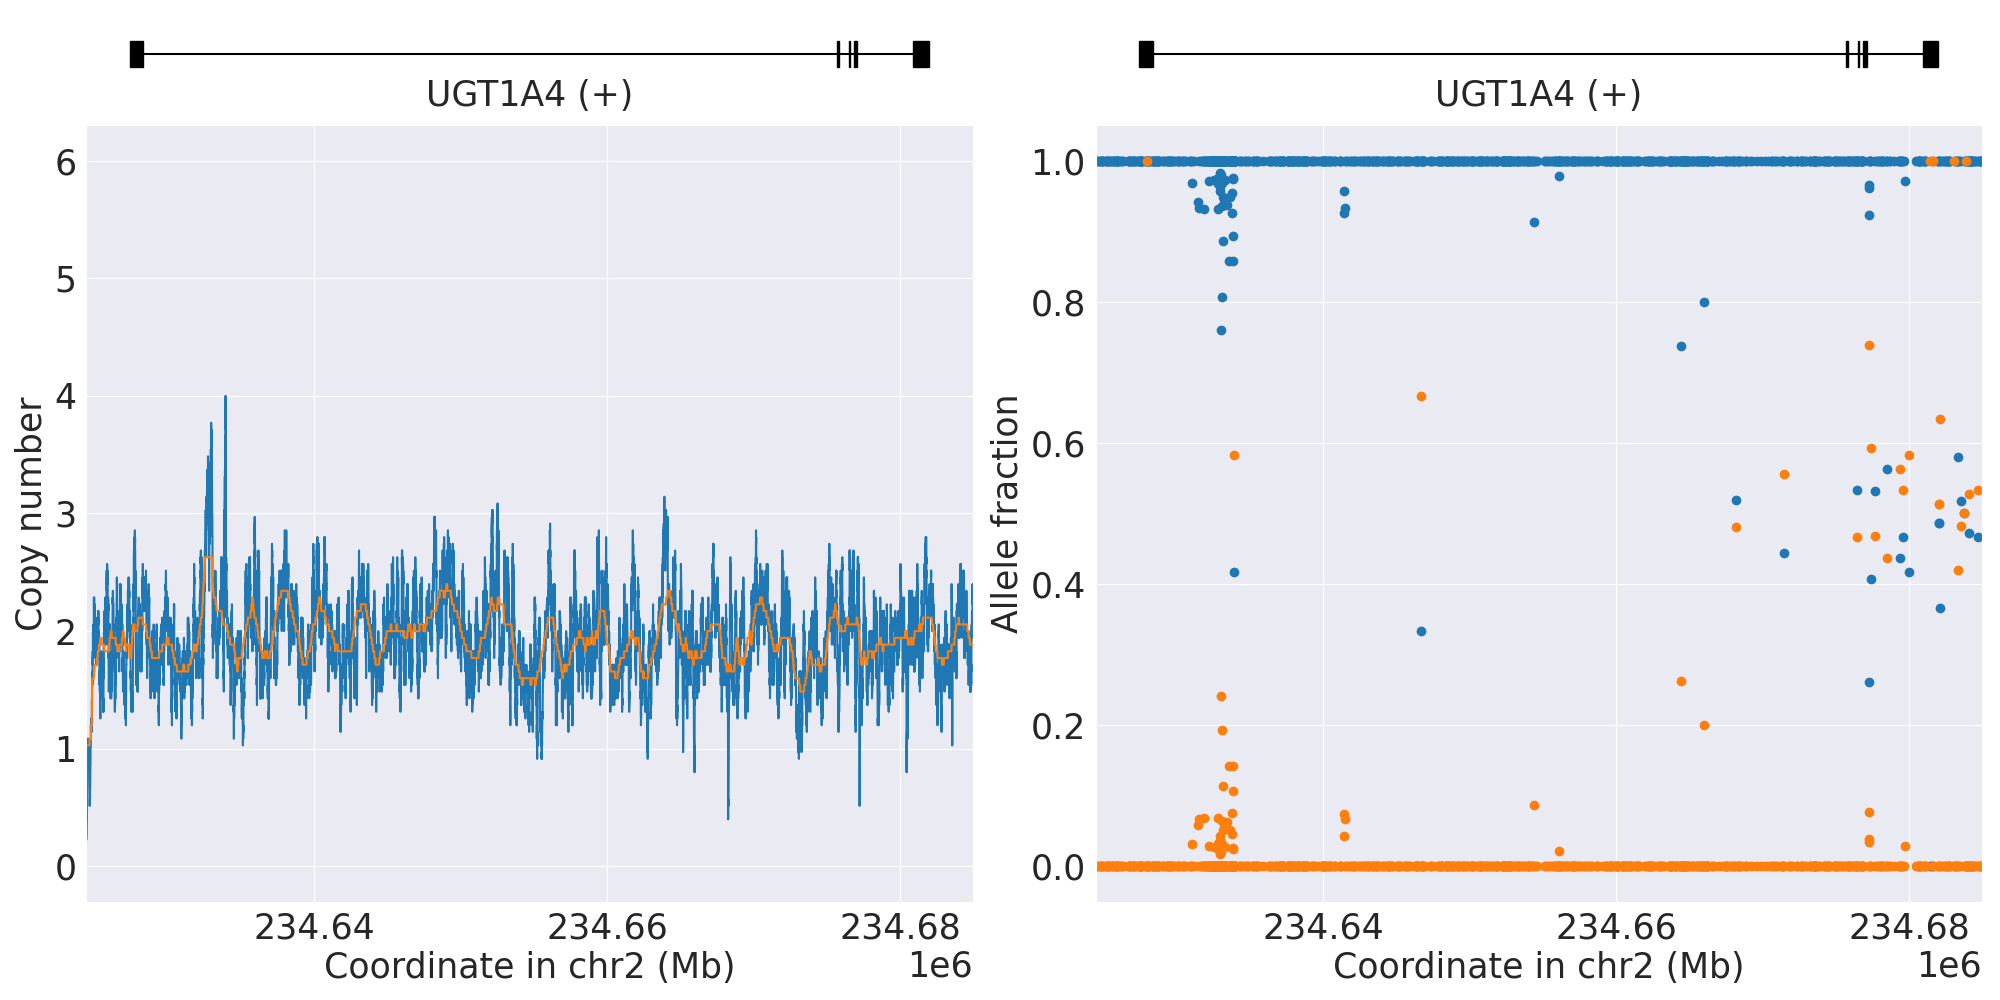 UGT1A4 (+)
6
5
4
3
2
1
0
Copy number
234.64
234.66
234.68
Coordinate in chr2 (Mb)
1e6
UGT1A4 (+)
1.0
0.8
0.6
0.4
0.2
0.0
Allele fraction
234.64
234.66
234.68
Coordinate in chr2 (Mb)
1e6